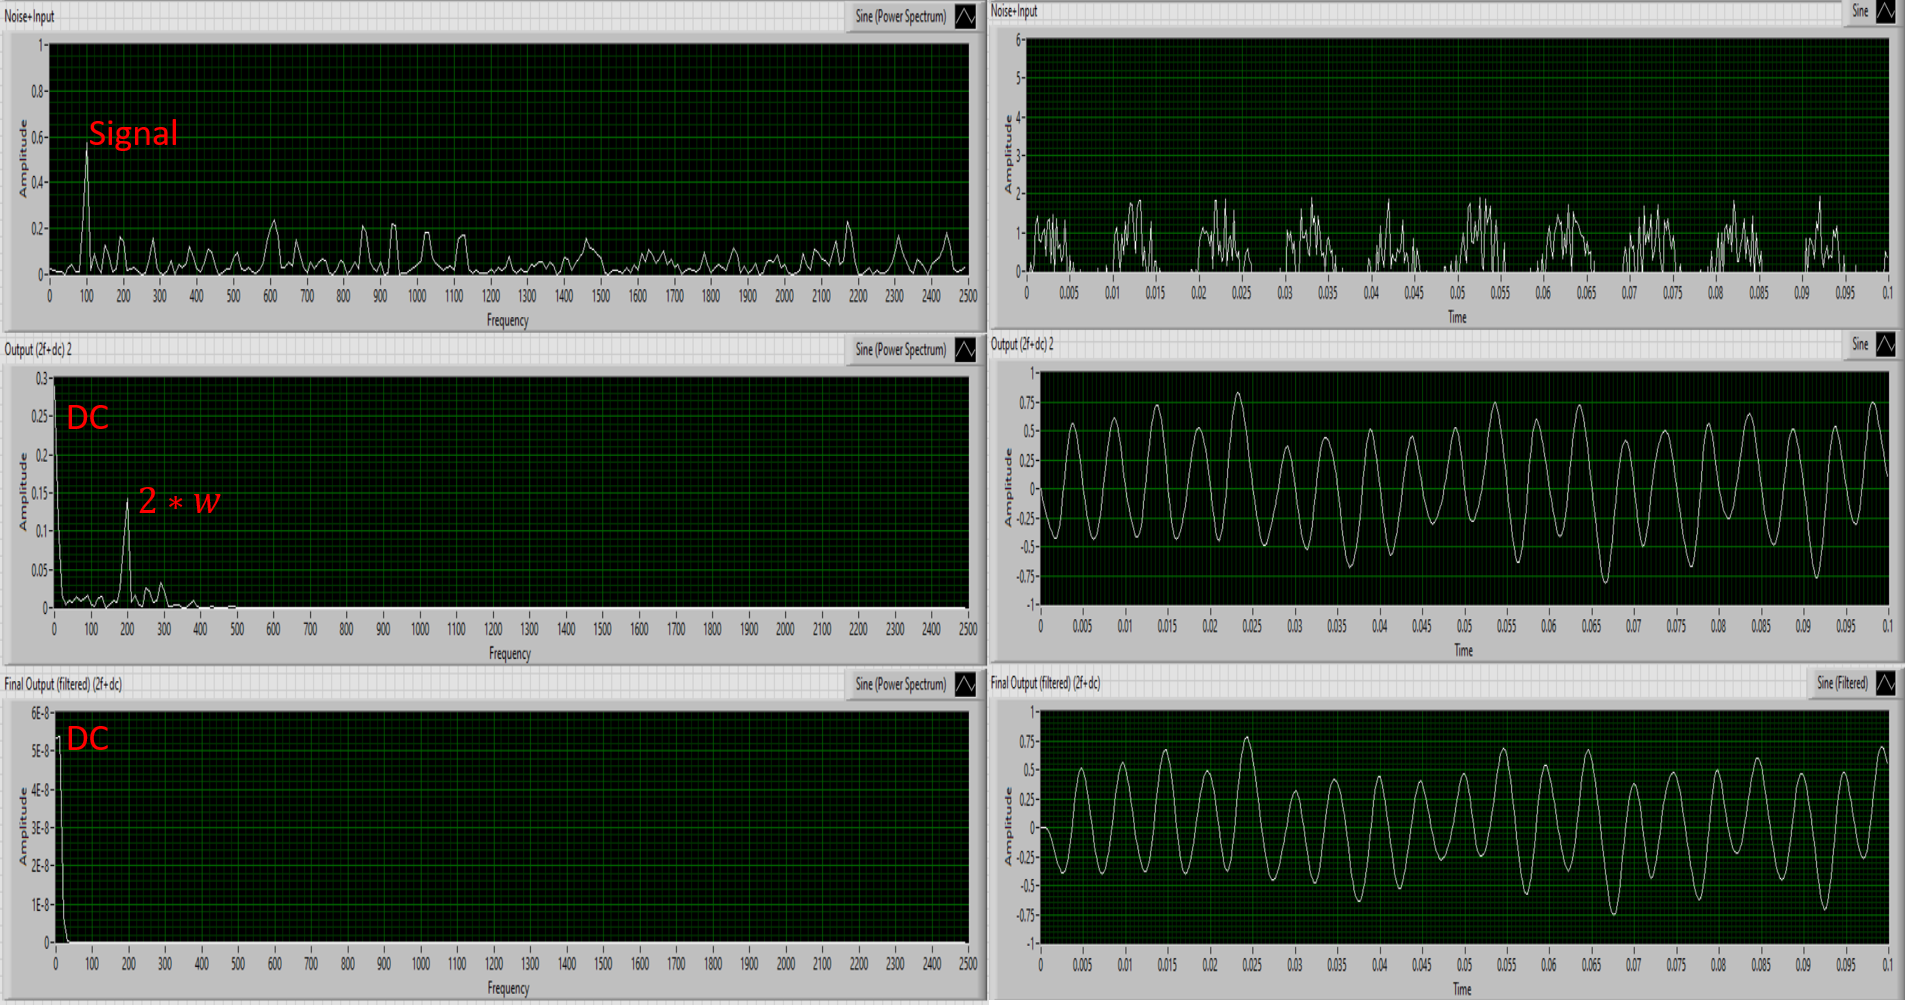 Noise+Input
Sine (Power Spectrum)
Amplitude
1
0.8
0.6
0.4
0.2
0
Signal
0 100 200 300 400 500 600 700 800 900 1000 1100 1200 1300 1400 1500 1600 1700 1800 1900 2000 2100 2200 2300 2400 2500
Frequency
Noise+Input
Sine
Amplitude
6
5
4
3
2
1
0
0 0.005 0.01 0.015 0.02 0.025 0.03 0.035 0.04 0.045 0.05 0.055 0.06 0.065 0.07 0.075 0.08 0.085 0.09 0.095 0.1
Time
Output (2f+dc) 2
Sine (Power Spectrum)
Amplitude
0.3
0.25
0.2
0.15
0.1
0.05
0
DC
2 * w
0 100 200 300 400 500 600 700 800 900 1000 1100 1200 1300 1400 1500 1600 1700 1800 1900 2000 2100 2200 2300 2400 2500
Frequency
Output (2f+dc) 2
Sine
Amplitude
1
0.75
0.5
0.25
0
-0.25
-0.5
-0.75
-1
0 0.005 0.01 0.015 0.02 0.025 0.03 0.035 0.04 0.045 0.05 0.055 0.06 0.065 0.07 0.075 0.08 0.085 0.09 0.095 0.1
Time
Final Output (filtered) (2f+dc)
Sine (Power Spectrum)
Amplitude
6E-8
5E-8
4E-8
3E-8
2E-8
1E-8
0
DC
0 100 200 300 400 500 600 700 800 900 1000 1100 1200 1300 1400 1500 1600 1700 1800 1900 2000 2100 2200 2300 2400 2500
Frequency
Final Output (filtered) (2f+dc)
Sine (Filtered)
Amplitude
1
0.75
0.5
0.25
0
-0.25
-0.5
-0.75
-1
0 0.005 0.01 0.015 0.02 0.025 0.03 0.035 0.04 0.045 0.05 0.055 0.06 0.065 0.07 0.075 0.08 0.085 0.09 0.095 0.1
Time